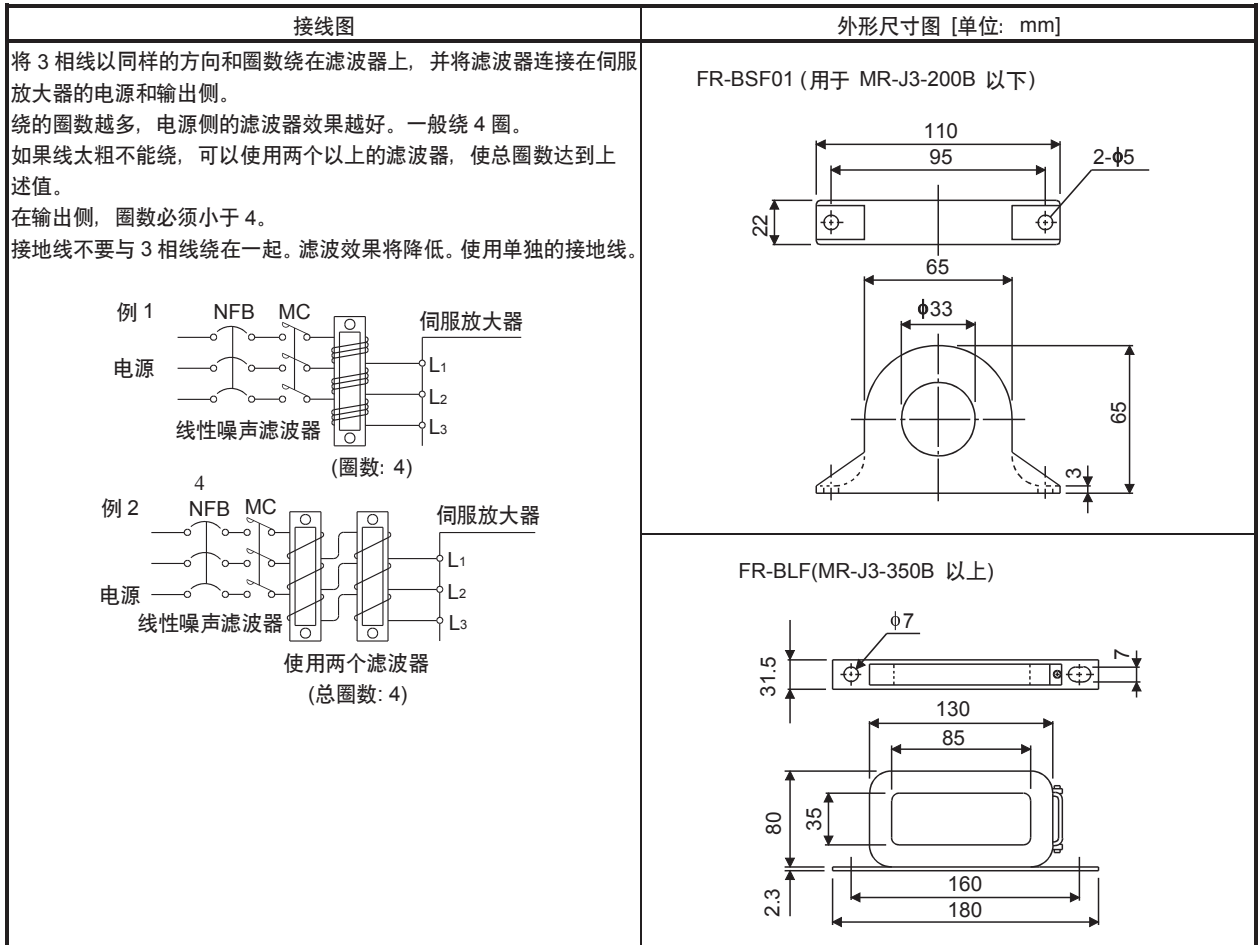 接线图
将 3 相线以同样的方向和圈数绕在滤波器上，并将滤波器连接在伺服
放大器的电源和输出侧。
绕的圈数越多，电源侧的滤波器效果越好。一般绕 4 圈。
如果线太粗不能绕，可以使用两个以上的滤波器，使总圈数达到上
述值。
在输出侧，圈数必须小于 4。
接地线不要与 3 相线绕在一起。滤波效果将降低。使用单独的接地线。
例 1 NFB MC
伺服放大器
电源
L1
L2
L3
线性噪声滤波器
(圈数: 4)
4
例 2 NFB MC
伺服放大器
L1
电源
L2
线性噪声滤波器
L3
使用两个滤波器
(总圈数: 4)
外形尺寸图 [单位: mm]
FR-BSF01 (用于 MR-J3-200B 以下)
110
95
2-ϕ5
22
65
ϕ33
65
3
FR-BLF(MR-J3-350B 以上)
ϕ7
31.5
7
130
85
80
35
2.3
160
180